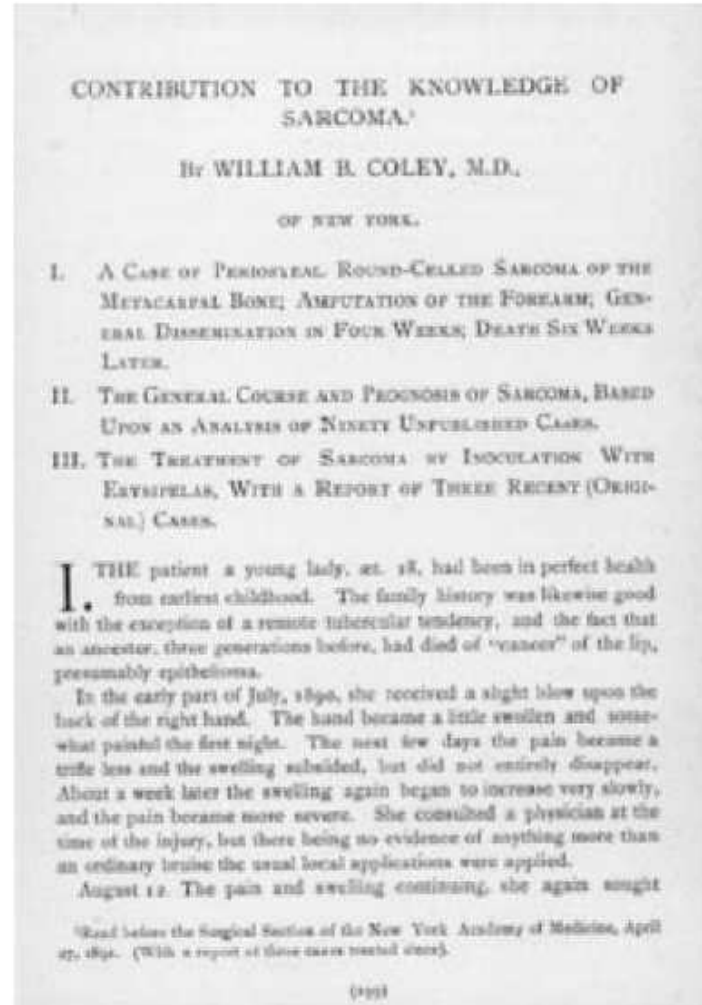 CONTRIBUTION TO THE KNOWLEDGE OF
SARCOMA.¹
By WILLIAM B. COLEY, M.D.,
OF NEW YORK.
I. A Case of Periosteal Round-Celled Sarcoma of the
Metacarpal Bone; Amputation of the Forearm; Gen-
eral Dissemination in Four Weeks; Death Six Weeks
Later.
II. The General Course and Prognosis of Sarcoma, Based
Upon an Analysis of Ninety Unpublished Cases.
III. The Treatment of Sarcoma by Inoculation With
Erysipelas, With a Report of Three Recent (Origi-
nal) Cases.
I. THE patient a young lady, æt. 18, had been in perfect health
from earliest childhood. The family history was likewise good
with the exception of a remote tubercular tendency, and the fact that
an ancestor, three generations before, had died of "cancer" of the lip,
presumably epithelioma.
In the early part of July, 1890, she received a slight blow upon the
back of the right hand. The hand became a little swollen and some-
what painful the first night. The next few days the pain became a
trifle less and the swelling subsided, but did not entirely disappear.
About a week later the swelling again began to increase very slowly,
and the pain became more severe. She consulted a physician at the
time of the injury, but there being no evidence of anything more than
an ordinary bruise the usual local applications were applied.
August 12. The pain and swelling continuing, she again sought
¹Read before the Surgical Section of the New York Academy of Medicine, April
27, 1891. (With a report of three cases treated since).
(199)